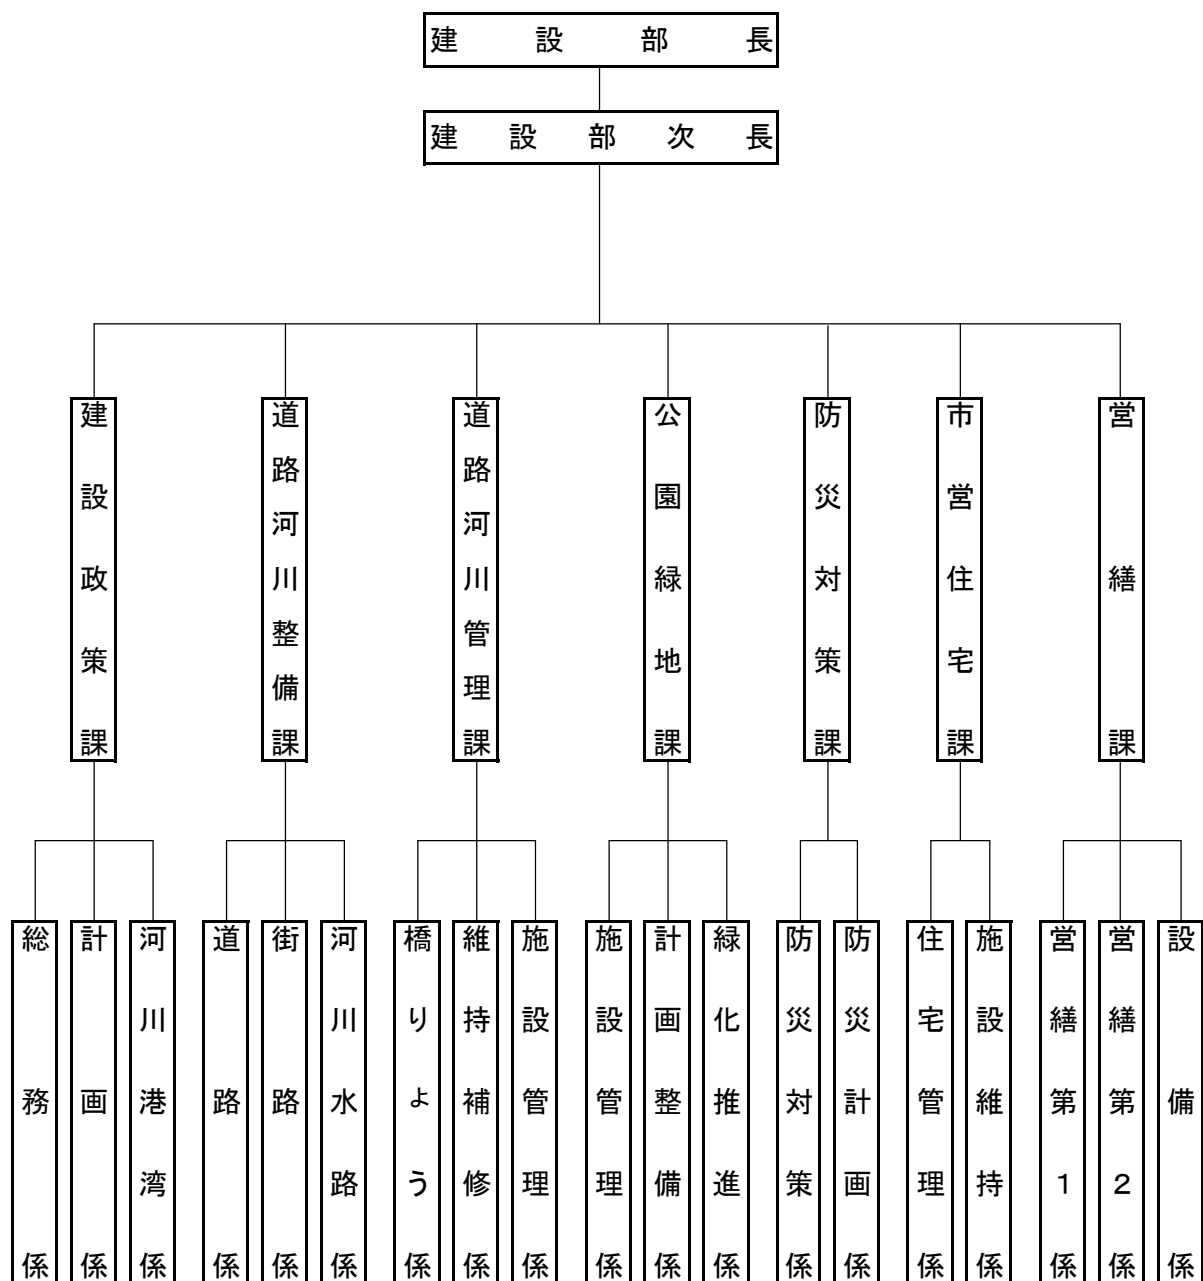 建設部長
建設部次長
建設政策課
道路河川整備課
道路河川管理課
公園緑地課
防災対策課
市営住宅課
営繕課
総務係
計画係
河川港湾係
道路係
街路係
河川水路係
橋りょう係
維持補修係
施設管理係
施設管理係
計画整備係
緑化推進係
防災対策係
防災計画係
住宅管理係
施設維持係
営繕第1係
営繕第2係
設備係